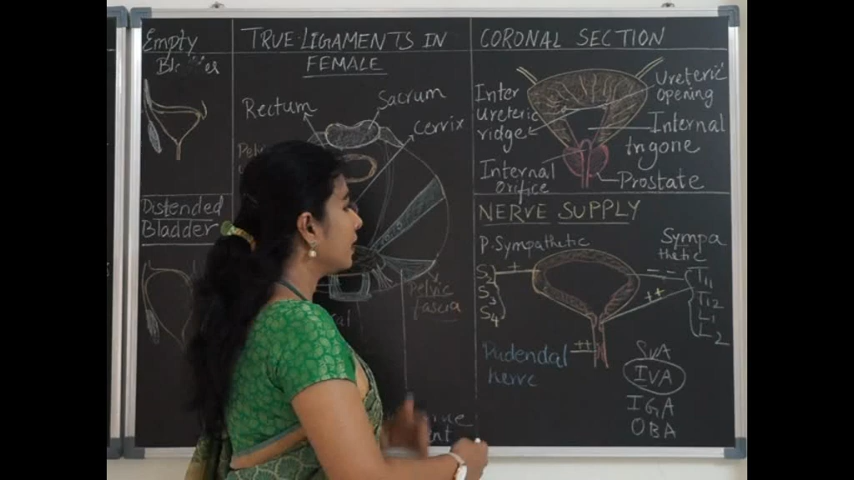 Empty
Bladder
Distended
Bladder
TRUE LIGAMENTS IN
FEMALE
Rectum
Sacrum
Cervix
Pelvic
fascia
CORONAL SECTION
Inter
Ureteric
ridge
Ureteric
opening
Internal
trigone
Internal
Orifice
Prostate
NERVE SUPPLY
P.Sympathetic
+
S2
S3
S4
Sympa
thetic
- -
++
T11
T12
L1
L2
Pudendal
nerve
++
SVA
IVA
IGA
OBA